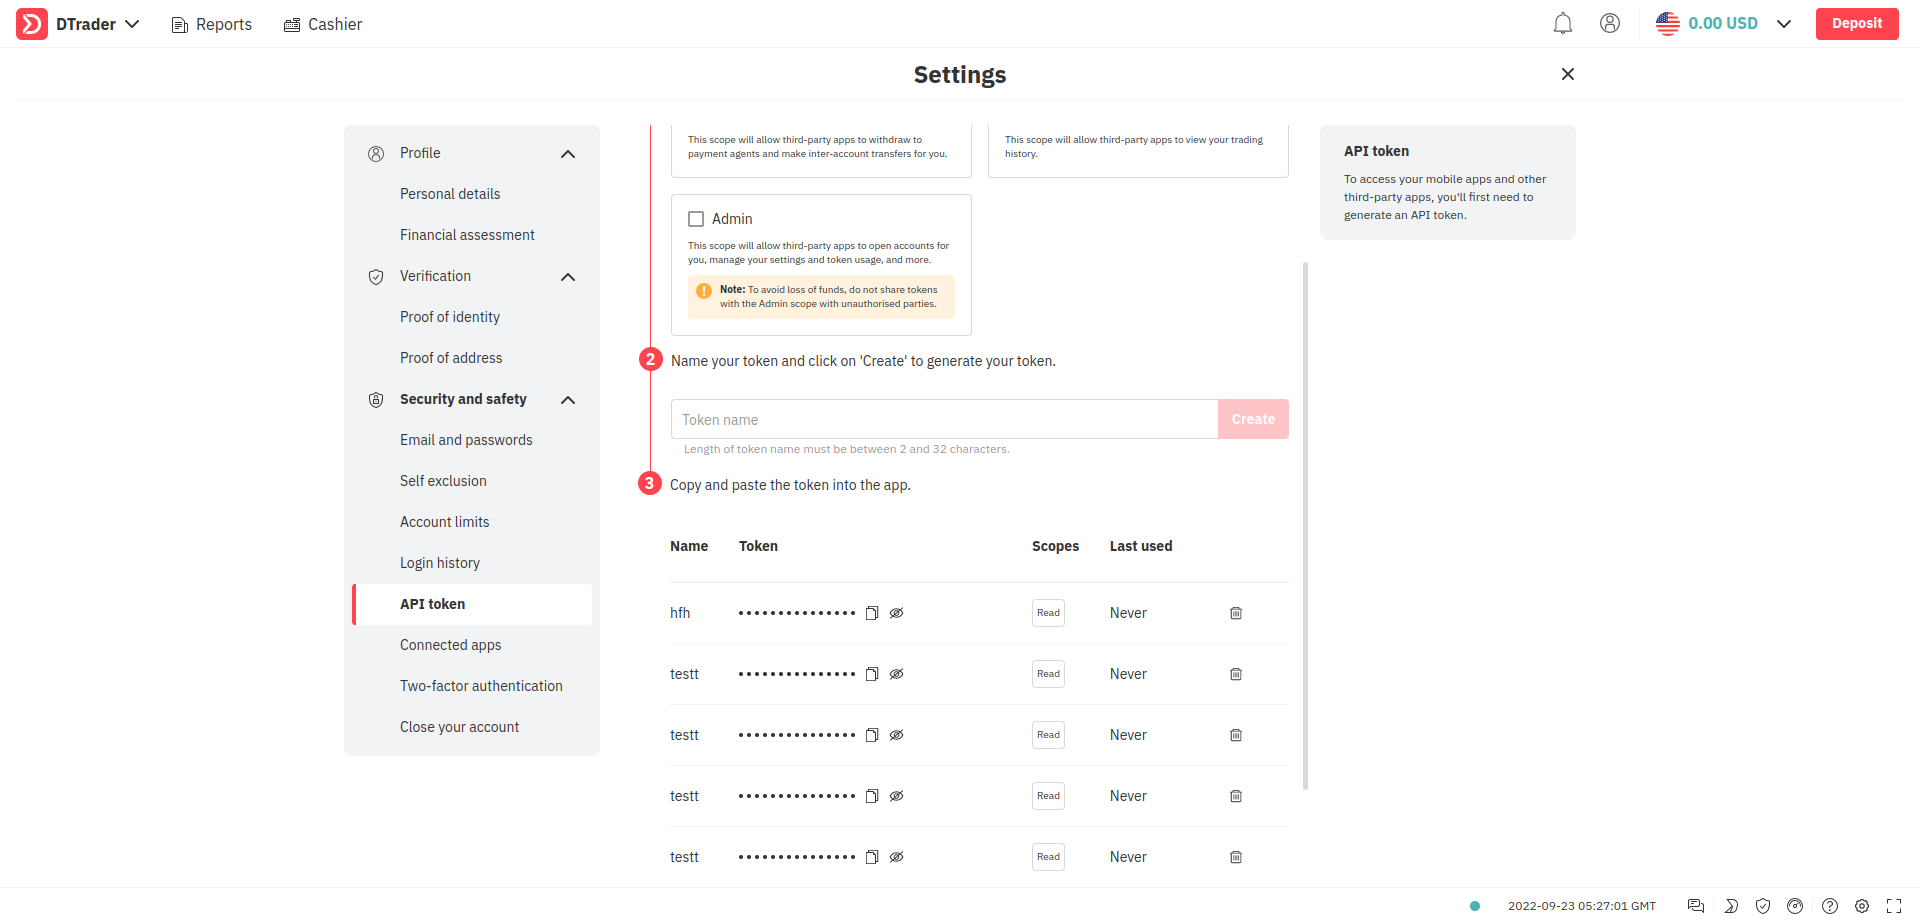 DTrader
Reports
Cashier
0.00 USD
Deposit
Settings
Profile
Personal details
Financial assessment
Verification
Proof of identity
Proof of address
Security and safety
Email and passwords
Self exclusion
Account limits
Login history
API token
Connected apps
Two-factor authentication
Close your account
This scope will allow third-party apps to withdraw to
payment agents and make inter-account transfers for you.
This scope will allow third-party apps to view your trading
history.
Admin
This scope will allow third-party apps to open accounts for
you, manage your settings and token usage, and more.
Note: To avoid loss of funds, do not share tokens
with the Admin scope with unauthorised parties.
2 Name your token and click on 'Create' to generate your token.
Token name
Create
Length of token name must be between 2 and 32 characters.
3 Copy and paste the token into the app.
Name Token Scopes Last used
hfh Read Never
testt Read Never
testt Read Never
testt Read Never
testt Read Never
API token
To access your mobile apps and other
third-party apps, you'll first need to
generate an API token.
2022-09-23 05:27:01 GMT